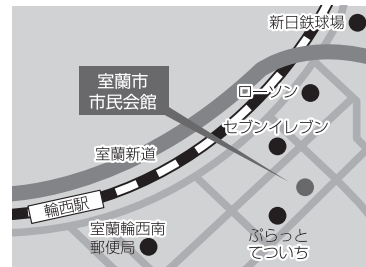 新日鉄球場
室蘭市
市民会館
ローソン
セブンイレブン
室蘭新道
輪西駅
室蘭輪西南
郵便局
ぷらっと
てついち